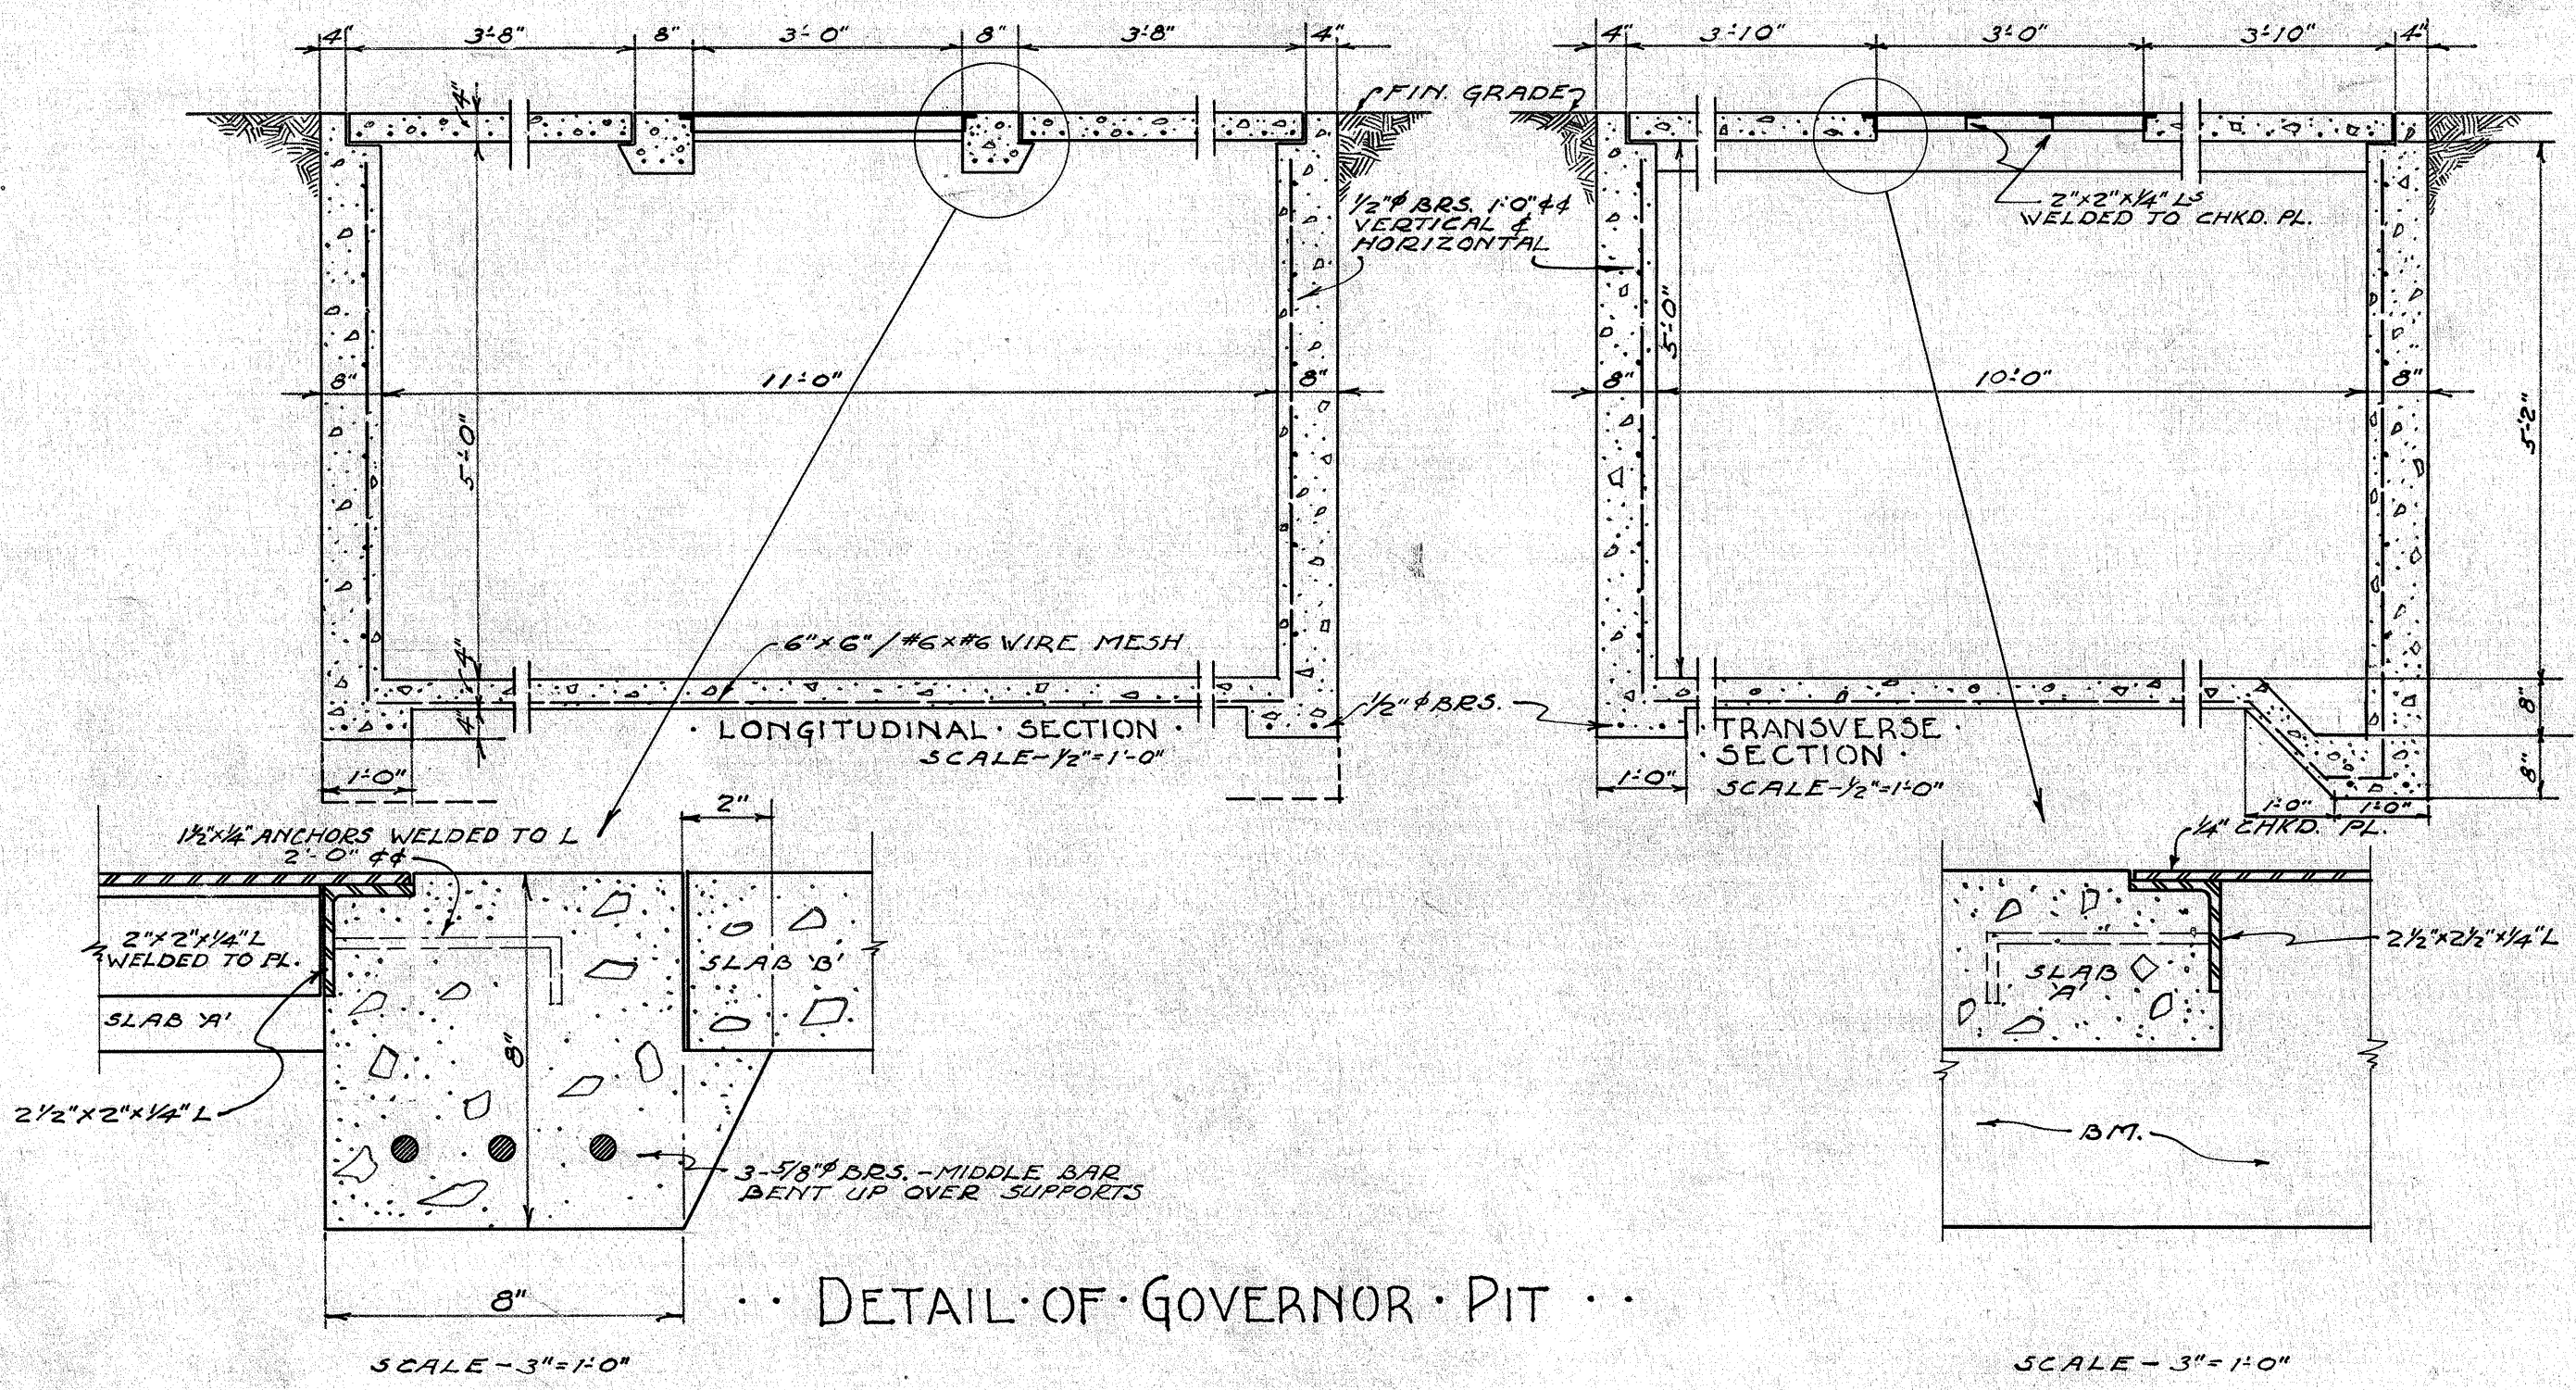 4" 3'-8" 8" 3'-0" 8" 3'-8" 4"
4" 3'-10" 3'-0" 3'-10" 4"
4"
FIN. GRADE
1/2"φ BRS. 1'-0" ¢¢
VERTICAL &
HORIZONTAL
2"x2"x1/4" Ls
WELDED TO CHKD. PL.
8" 11'-0" 8"
5'-0"
5'-0"
8" 10'-0" 8"
5'-2"
6"x6"/#6x#6 WIRE MESH
4"
4"
1/2"φ BRS.
8"
8"
· LONGITUDINAL · SECTION ·
SCALE-1/2"=1'-0"
· TRANSVERSE ·
· SECTION ·
SCALE-1/2"=1'-0"
1'-0"
1'-0"
1'-0" 1'-0"
1 1/2"x1/4" ANCHORS WELDED TO L
2'-0" ¢¢
2"
2"x2"x1/4" L
WELDED TO PL.
SLAB 'B'
SLAB 'A'
8"
2 1/2"x2"x1/4" L
3-5/8"φ BRS.-MIDDLE BAR
BENT UP OVER SUPPORTS
8"
SCALE-3"=1'-0"
1/4" CHKD. PL.
2 1/2"x2 1/2"x1/4" L
SLAB
'A'
BM.
·· DETAIL·OF·GOVERNOR·PIT ··
SCALE-3"=1'-0"